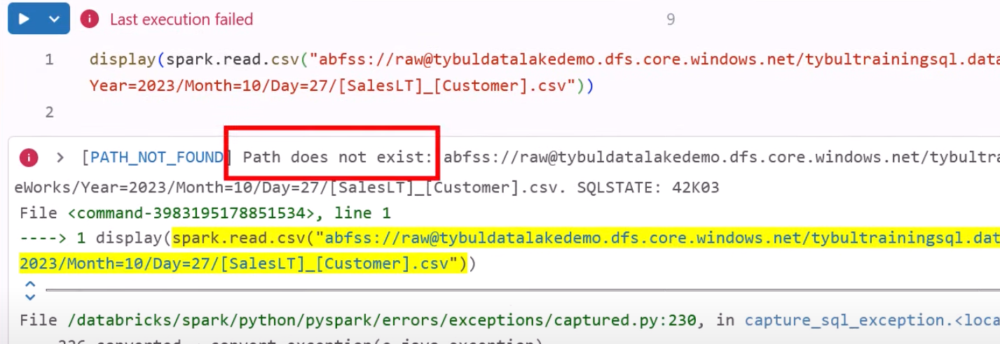 Last execution failed 9
1 display(spark.read.csv("abfss://raw@tybuldatalakedemo.dfs.core.windows.net/tybultrainingsql.data
Year=2023/Month=10/Day=27/[SalesLT]_[Customer].csv"))
2
[PATH_NOT_FOUND] Path does not exist: abfss://raw@tybuldatalakedemo.dfs.core.windows.net/tybultra
eWorks/Year=2023/Month=10/Day=27/[SalesLT]_[Customer].csv. SQLSTATE: 42K03
File <command-3983195178851534>, line 1
----> 1 display(spark.read.csv("abfss://raw@tybuldatalakedemo.dfs.core.windows.net/tybultrainingsql.dat
2023/Month=10/Day=27/[SalesLT]_[Customer].csv"))
File /databricks/spark/python/pyspark/errors/exceptions/captured.py:230, in capture_sql_exception.<loca